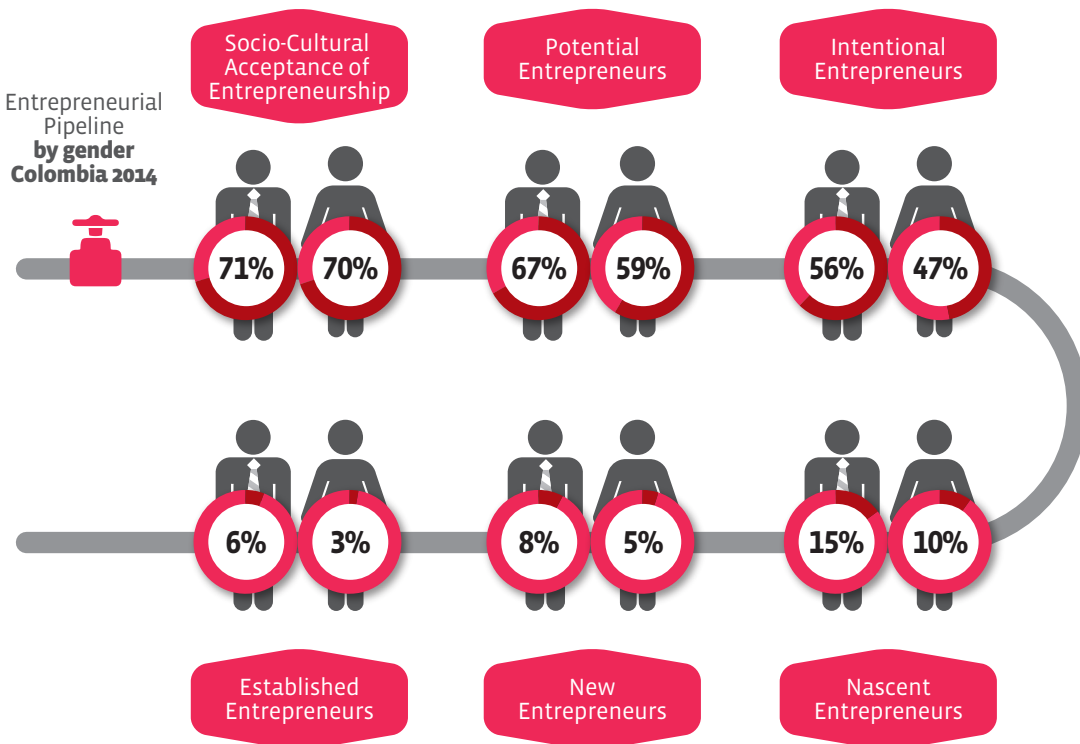 Entrepreneurial
Pipeline
by gender
Colombia 2014
Socio-Cultural
Acceptance of
Entrepreneurship
Potential
Entrepreneurs
Intentional
Entrepreneurs
71%
70%
67%
59%
56%
47%
6%
3%
8%
5%
15%
10%
Established
Entrepreneurs
New
Entrepreneurs
Nascent
Entrepreneurs